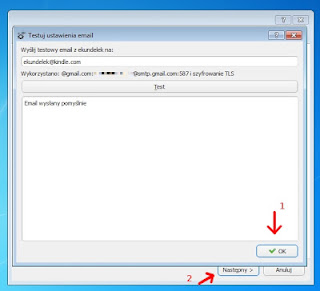 Testuj ustawienia email
Wyślij testowy email z ekundelek na:
ekundelek@kindle.com
Wykorzystano: @gmail.com: @smtp.gmail.com:587 i szyfrowanie TLS
Test
Email wysłany pomyślnie
1
OK
2
Następny >
Anuluj